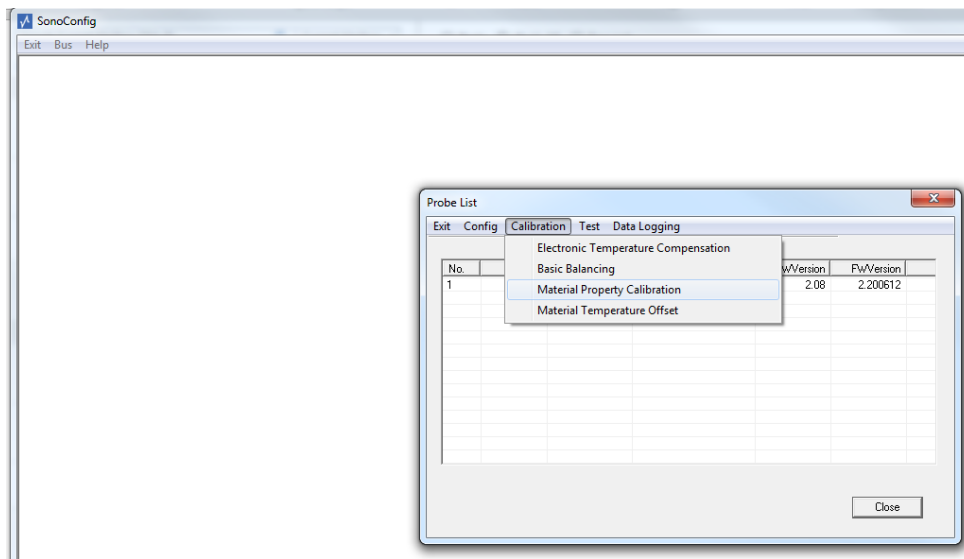 SonoConfig
Exit Bus Help
Probe List
Exit Config Calibration Test Data Logging
Electronic Temperature Compensation
Basic Balancing
Material Property Calibration
Material Temperature Offset
No. wVersion FwVersion
1 2.08 2.200612
Close